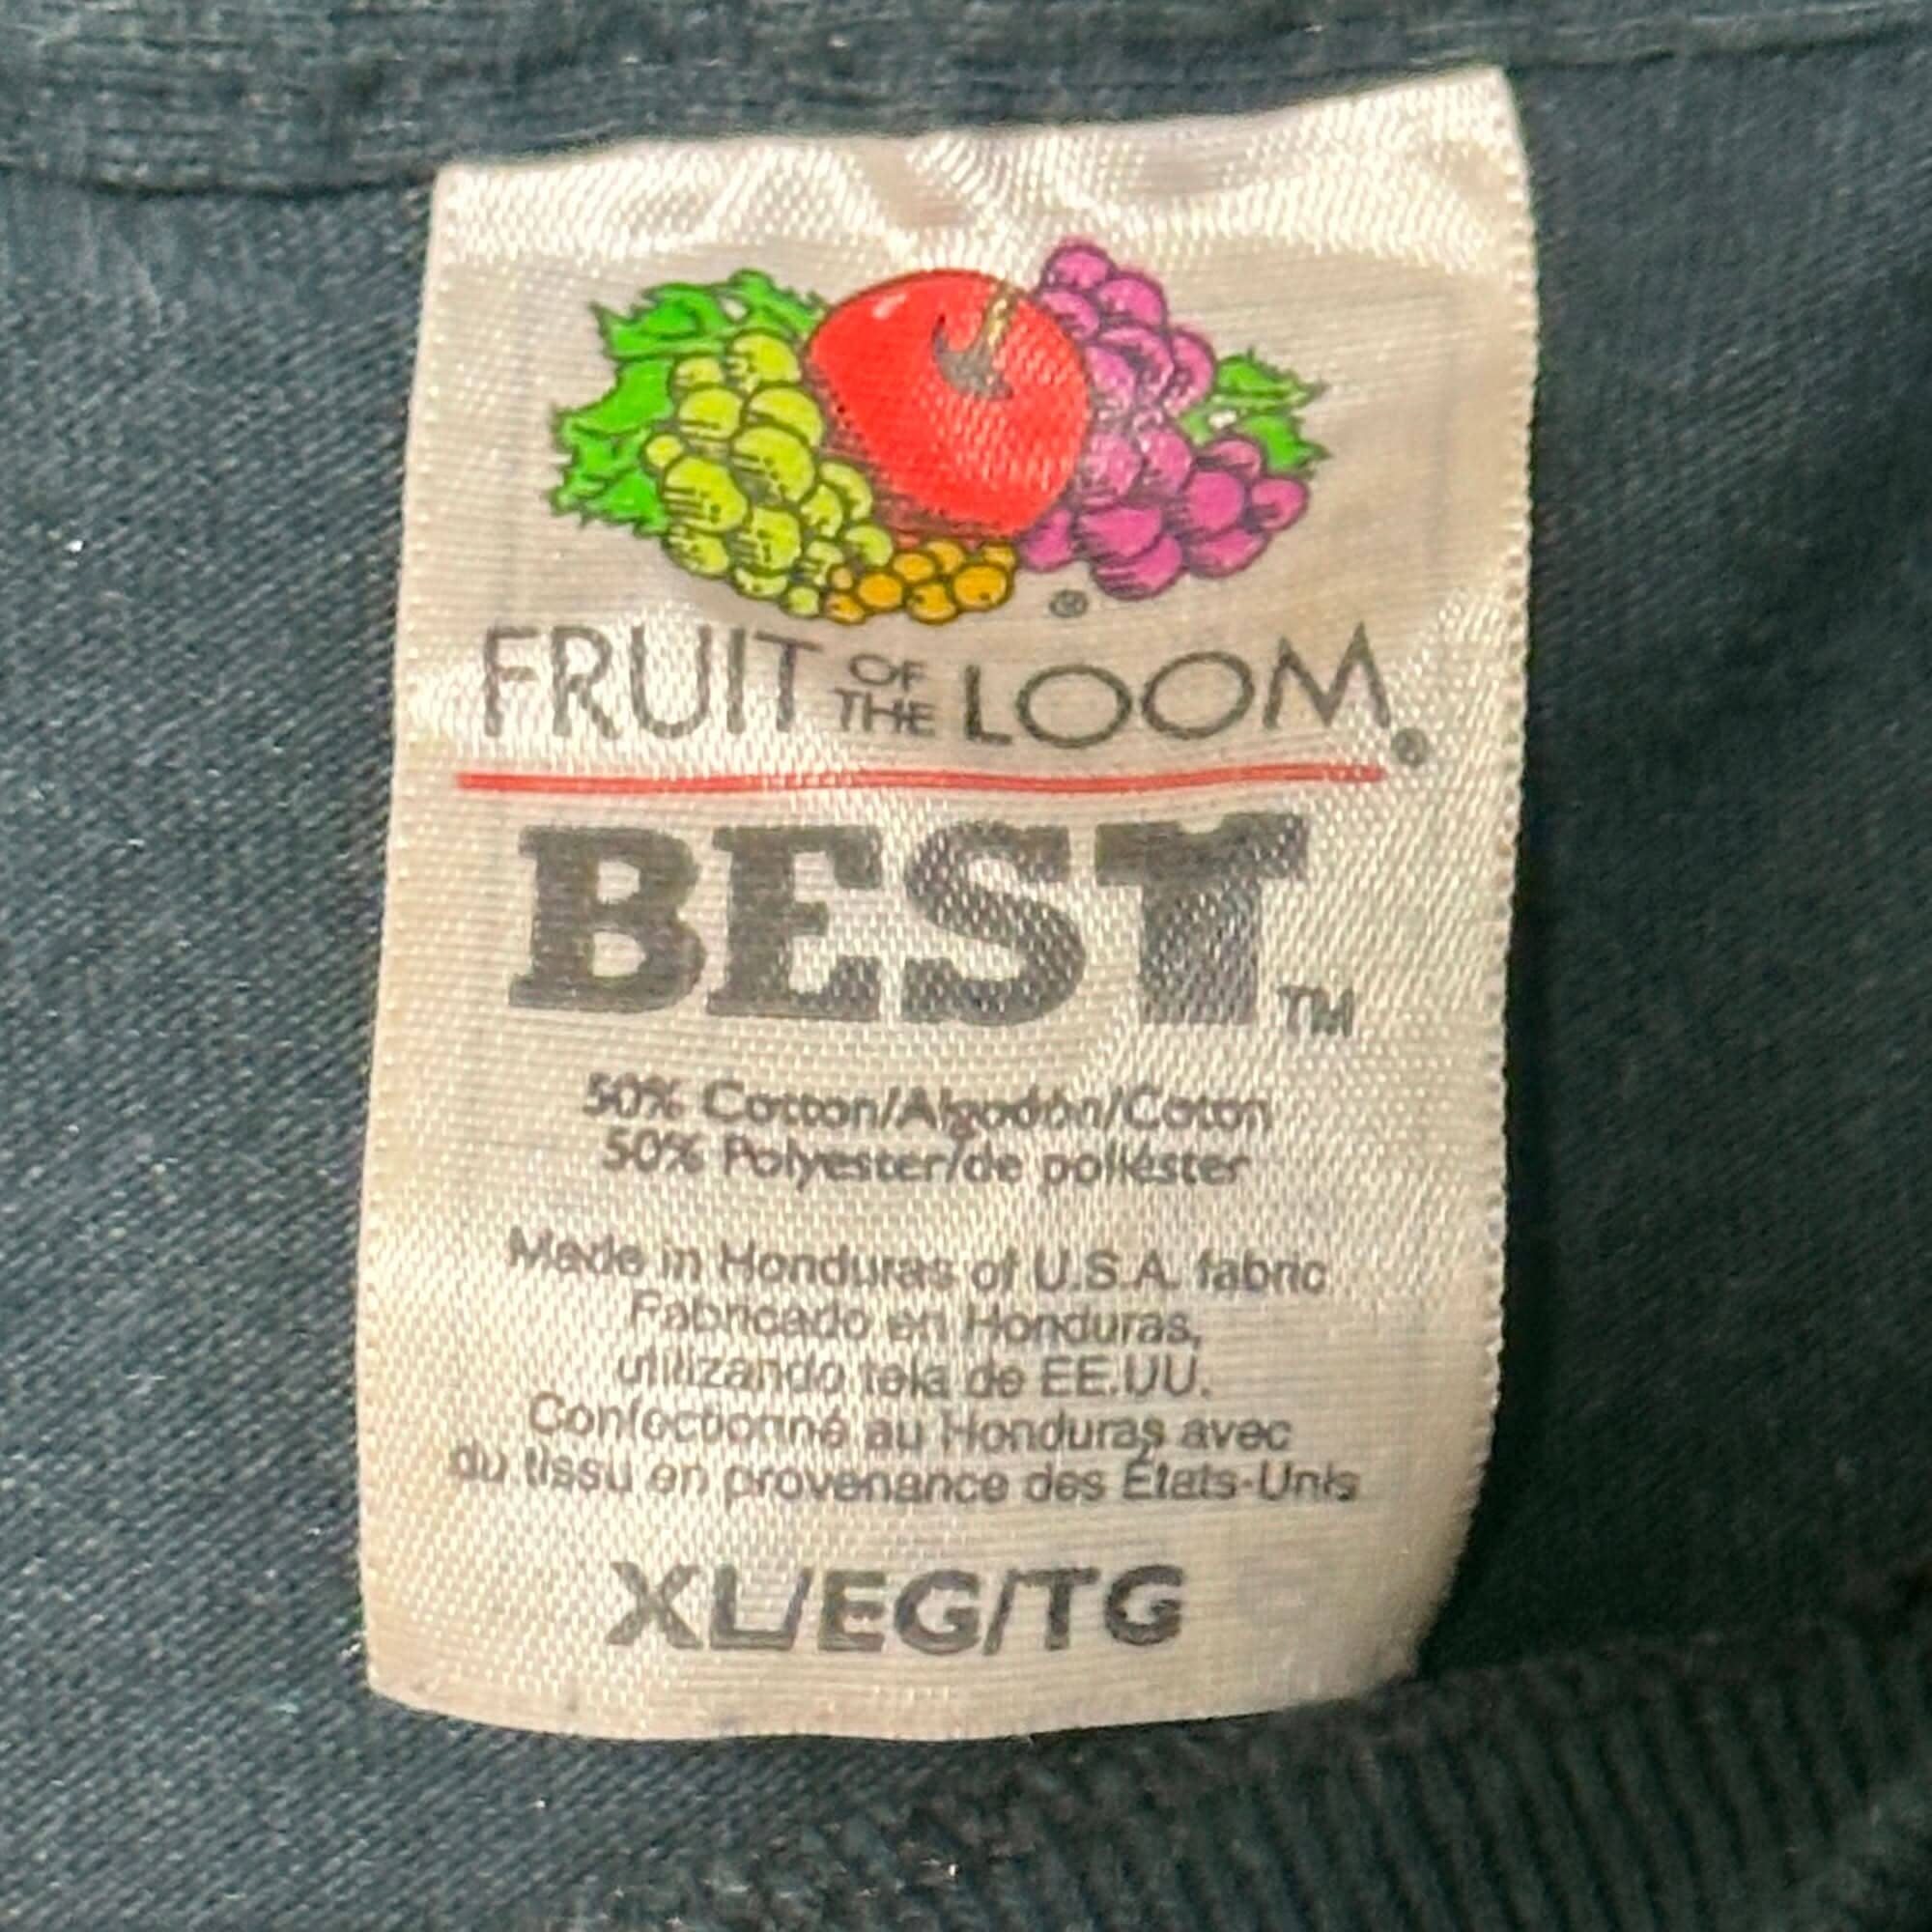 ®
FRUIT OF THE LOOM®
BEST™
50% Cotton/Algodón/Coton
50% Polyester/de poliéster
Made in Honduras of U.S.A. fabric
Fabricado en Honduras,
utilizando tela de EE.UU.
Confectionné au Honduras avec
du tissu en provenance des États-Unis
XL/EG/TG